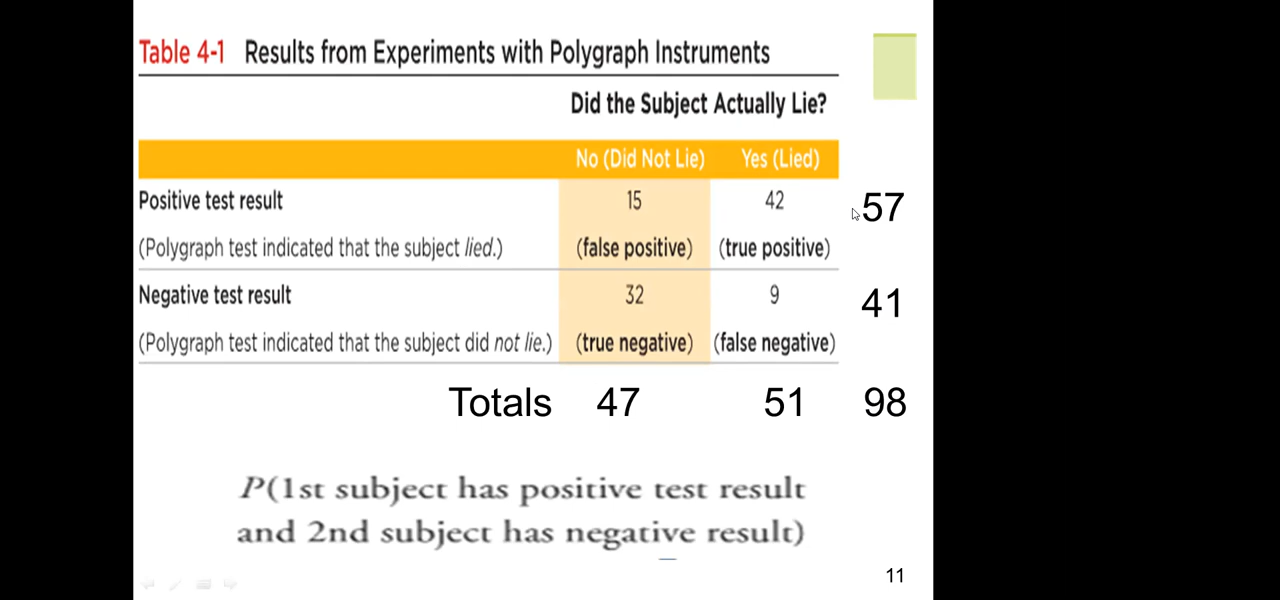 Table 4-1 Results from Experiments with Polygraph Instruments
Did the Subject Actually Lie?
No (Did Not Lie) Yes (Lied)
Positive test result 15 42 57
(Polygraph test indicated that the subject lied.) (false positive) (true positive)
Negative test result 32 9 41
(Polygraph test indicated that the subject did not lie.) (true negative) (false negative)
Totals 47 51 98
P(1st subject has positive test result
and 2nd subject has negative result)
11